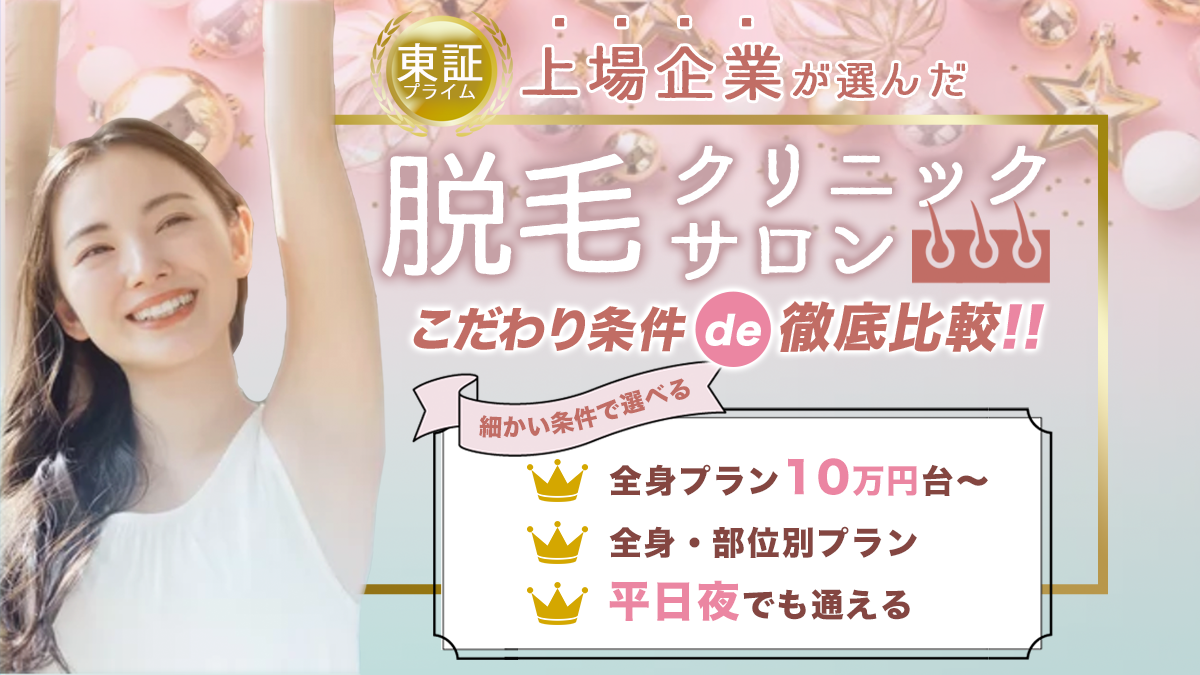 東証
プライム
上場企業が選んだ
脱毛
クリニック
サロン
こだわり条件de徹底比較!!
細かい条件で選べる
全身プラン10万円台〜
全身・部位別プラン
平日夜でも通える